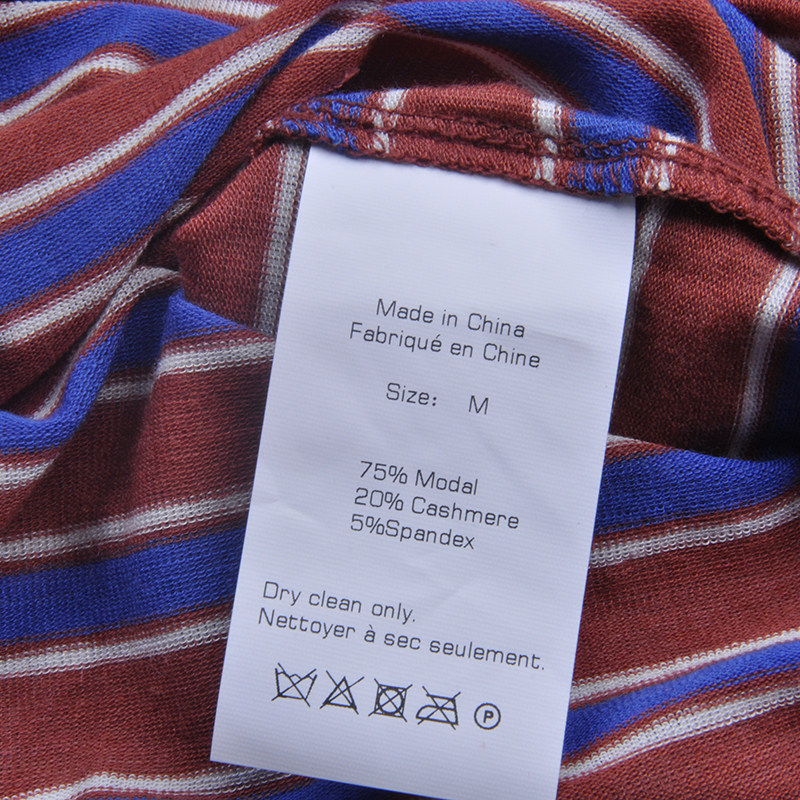 Made in China
Fabriqué en Chine
Size: M
75% Modal
20% Cashmere
5%Spandex
Dry clean only.
Nettoyer à sec seulement.
P